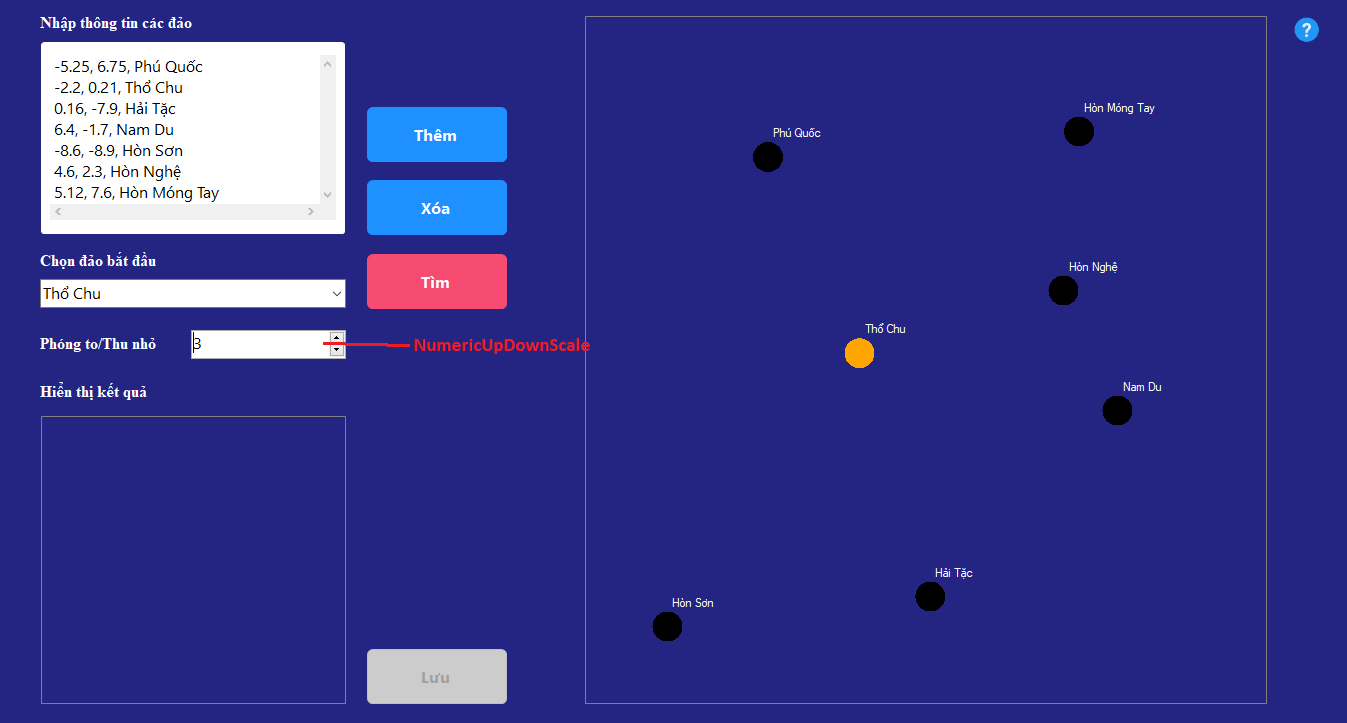 Nhập thông tin các đảo
-5.25, 6.75, Phú Quốc
-2.2, 0.21, Thổ Chu
0.16, -7.9, Hải Tặc
6.4, -1.7, Nam Du
-8.6, -8.9, Hòn Sơn
4.6, 2.3, Hòn Nghệ
5.12, 7.6, Hòn Móng Tay
Thêm
Xóa
Tìm
Chọn đảo bắt đầu
Thổ Chu
Phóng to/Thu nhỏ
3
NumericUpDownScale
Hiển thị kết quả
Lưu
?
Hòn Móng Tay
Phú Quốc
Hòn Nghệ
Thổ Chu
Nam Du
Hải Tặc
Hòn Sơn